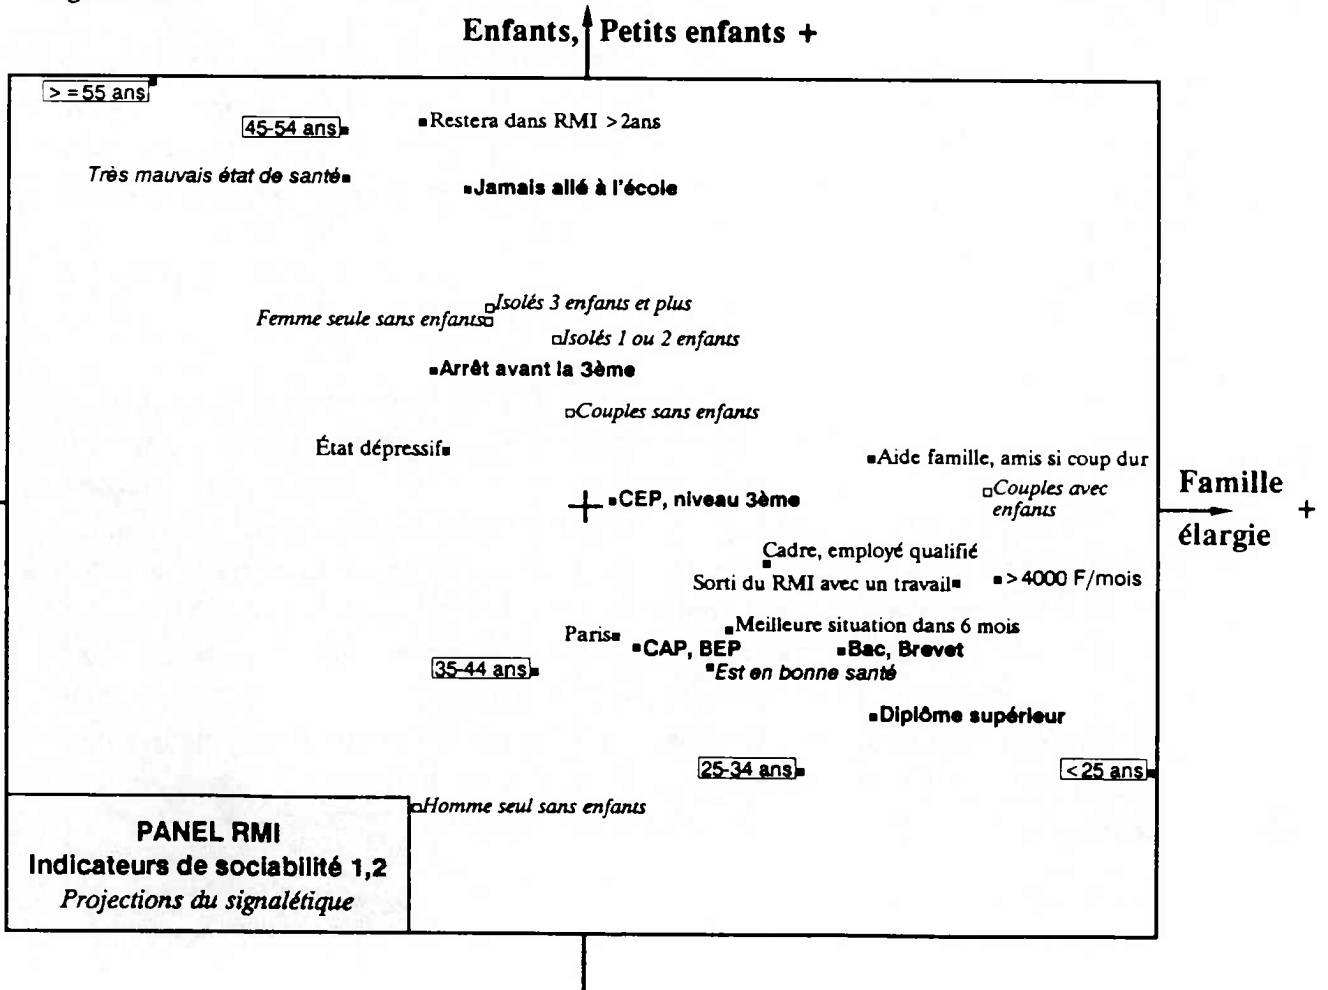 Enfants, Petits enfants +
> = 55 ans
45-54 ans
Restera dans RMI > 2ans
Très mauvais état de santé
Jamais allé à l'école
Isolés 3 enfants et plus
Femme seule sans enfants
Isolés 1 ou 2 enfants
Arrêt avant la 3ème
Couples sans enfants
État dépressif
Aide famille, amis si coup dur
Couples avec
enfants
Famille
élargie
+
CEP, niveau 3ème
Cadre, employé qualifié
Sorti du RMI avec un travail
> 4000 F/mois
Meilleure situation dans 6 mois
Paris
CAP, BEP
Bac, Brevet
35-44 ans
Est en bonne santé
Diplôme supérieur
25-34 ans
< 25 ans
Homme seul sans enfants
PANEL RMI
Indicateurs de sociabilité 1,2
Projections du signalétique